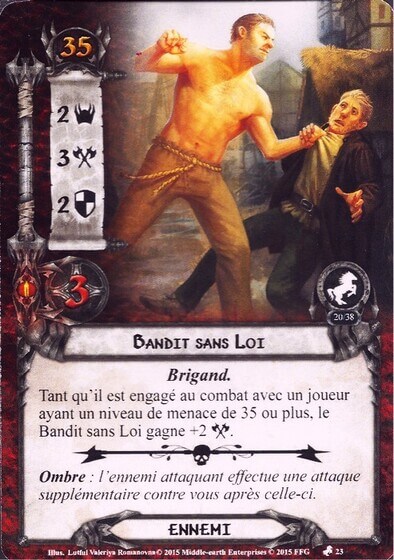 35
2
3
2
3
20/38
Bandit sans Loi
Brigand.
Tant qu'il est engagé au combat avec un joueur
ayant un niveau de menace de 35 ou plus, le
Bandit sans Loi gagne +2 .
Ombre : l'ennemi attaquant effectue une attaque
supplémentaire contre vous après celle-ci.
ENNEMI
Illus. Lotful Valeriya Romanovna© 2015 Middle-earth Enterprises © 2015 FFG 23